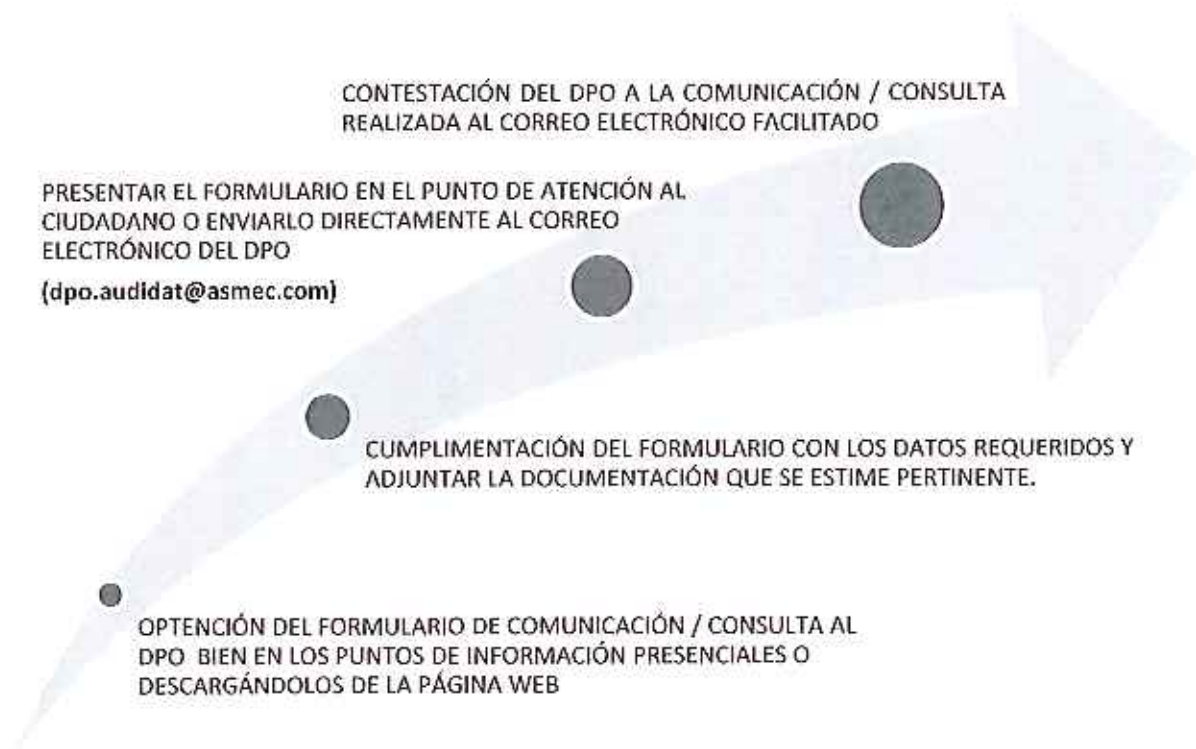 CONTESTACIÓN DEL DPO A LA COMUNICACIÓN / CONSULTA
REALIZADA AL CORREO ELECTRÓNICO FACILITADO
PRESENTAR EL FORMULARIO EN EL PUNTO DE ATENCIÓN AL
CIUDADANO O ENVIARLO DIRECTAMENTE AL CORREO
ELECTRÓNICO DEL DPO
(dpo.audidat@asmec.com)
CUMPLIMENTACIÓN DEL FORMULARIO CON LOS DATOS REQUERIDOS Y
ADJUNTAR LA DOCUMENTACIÓN QUE SE ESTIME PERTINENTE.
OPTENCIÓN DEL FORMULARIO DE COMUNICACIÓN / CONSULTA AL
DPO BIEN EN LOS PUNTOS DE INFORMACIÓN PRESENCIALES O
DESCARGÁNDOLOS DE LA PÁGINA WEB